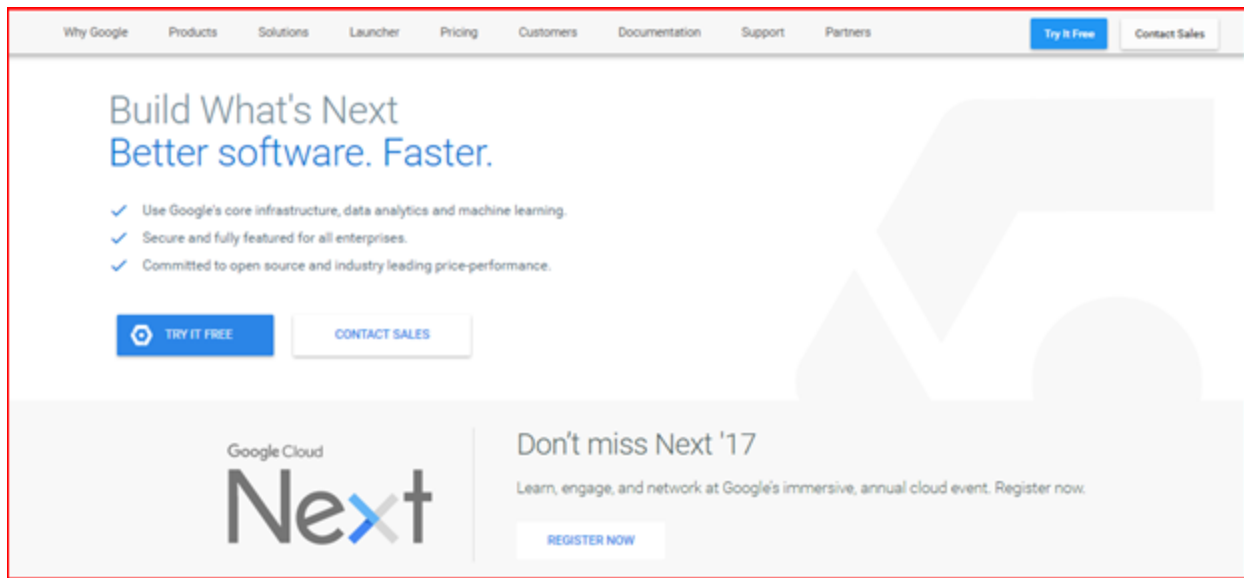 Why Google Products Solutions Launcher Pricing Customers Documentation Support Partners Try It Free Contact Sales
Build What's Next
Better software. Faster.
Use Google's core infrastructure, data analytics and machine learning.
Secure and fully featured for all enterprises.
Committed to open source and industry leading price-performance.
TRY IT FREE CONTACT SALES
Google Cloud
Next
Don't miss Next '17
Learn, engage, and network at Google's immersive, annual cloud event. Register now.
REGISTER NOW